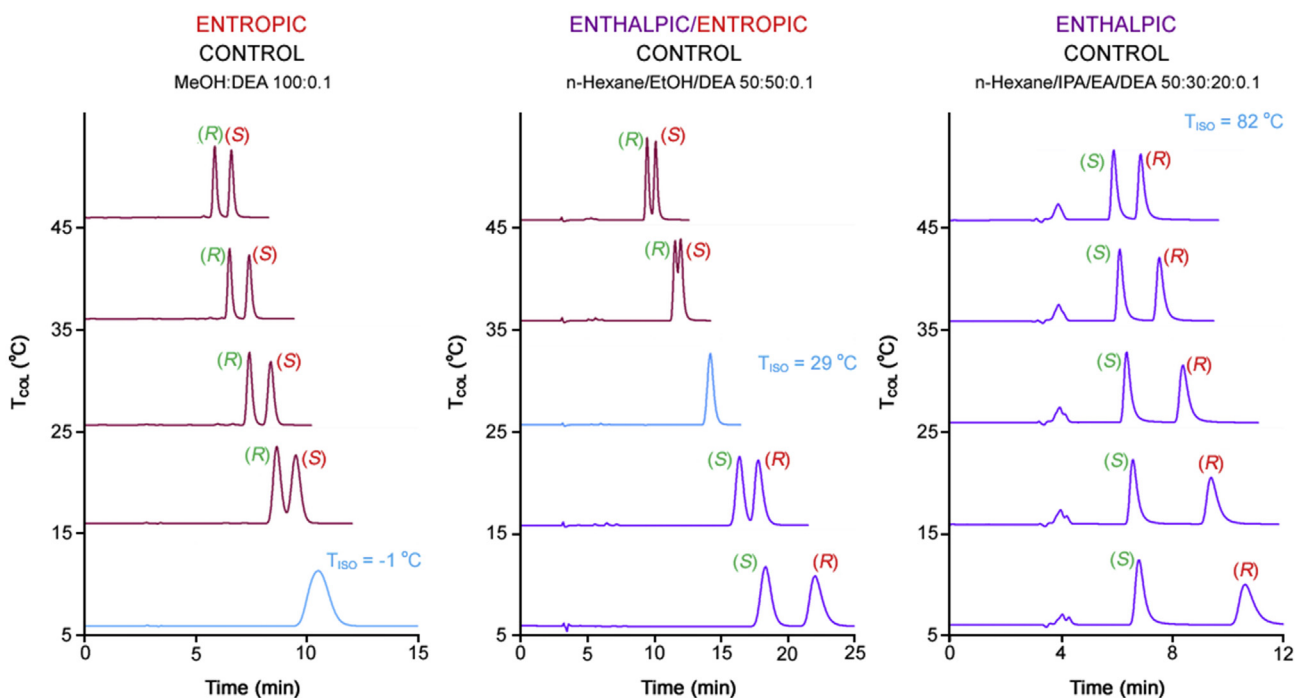 ENTROPIC
CONTROL
MeOH:DEA 100:0.1
(R) (S)
45
(R) (S)
35
(R) (S)
25
(R) (S)
15
T_ISO = -1 °C
5
0 5 10 15
Time (min)
T_COL (°C)
ENTHALPIC/ENTROPIC
CONTROL
n-Hexane/EtOH/DEA 50:50:0.1
(R) (S)
45
(R) (S)
35
T_ISO = 29 °C
25
(S) (R)
15
(S) (R)
5
0 5 10 15 20 25
Time (min)
T_COL (°C)
ENTHALPIC
CONTROL
n-Hexane/IPA/EA/DEA 50:30:20:0.1
T_ISO = 82 °C
(S) (R)
45
(S) (R)
35
(S) (R)
25
(S) (R)
15
(S) (R)
5
0 4 8 12
Time (min)
T_COL (°C)